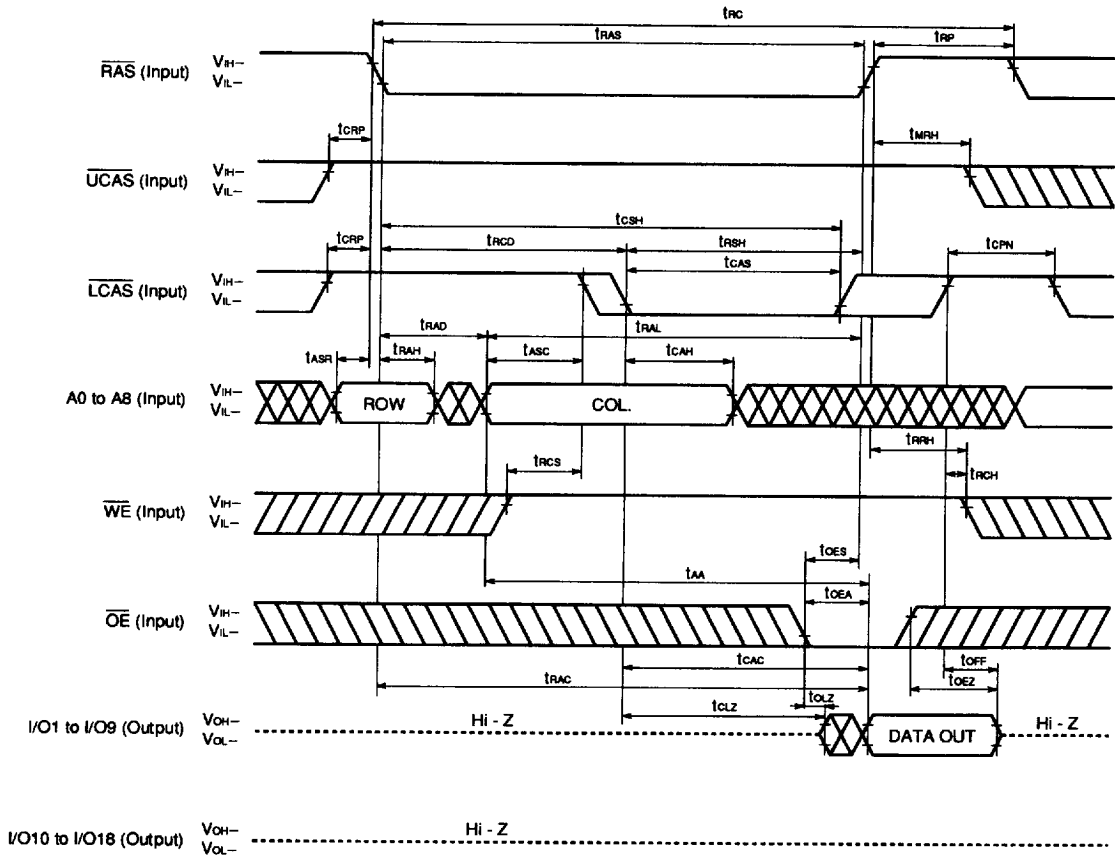 tRC
tRAS
tRP
RAS (Input)
VIH–
VIL–
tCRP
tMRH
UCAS (Input)
VIH–
VIL–
tCSH
tCRP
tRCD
tRSH
tCPN
tCAS
LCAS (Input)
VIH–
VIL–
tRAD
tRAL
tASR
tRAH
tASC
tCAH
A0 to A8 (Input)
VIH–
VIL–
ROW
COL.
tRRH
tRCS
tRCH
WE (Input)
VIH–
VIL–
tOES
tAA
tOEA
OE (Input)
VIH–
VIL–
tCAC
tOFF
tRAC
tOEZ
tOLZ
tCLZ
I/O1 to I/O9 (Output)
VOH–
VOL–
Hi - Z
DATA OUT
Hi - Z
I/O10 to I/O18 (Output)
VOH–
VOL–
Hi - Z